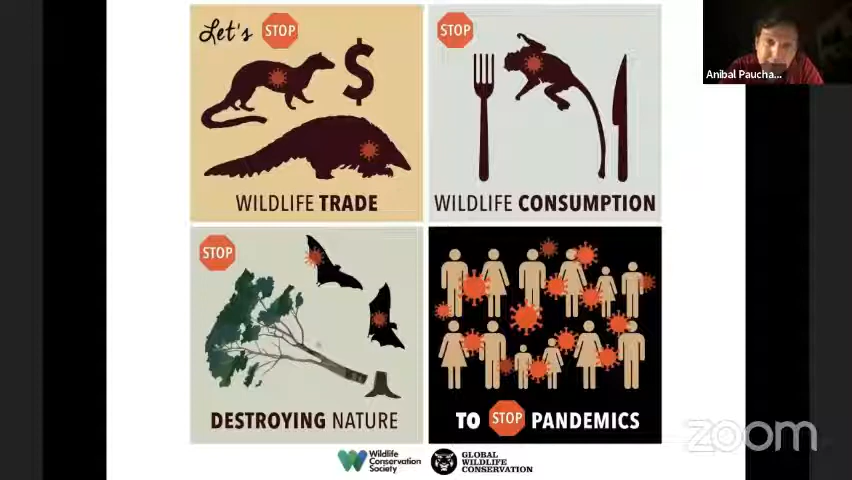 Let's STOP
WILDLIFE TRADE
STOP
WILDLIFE CONSUMPTION
Anibal Paucha...
STOP
DESTROYING NATURE
TO STOP PANDEMICS
Wildlife
Conservation
Society
GLOBAL
WILDLIFE
CONSERVATION
zoom